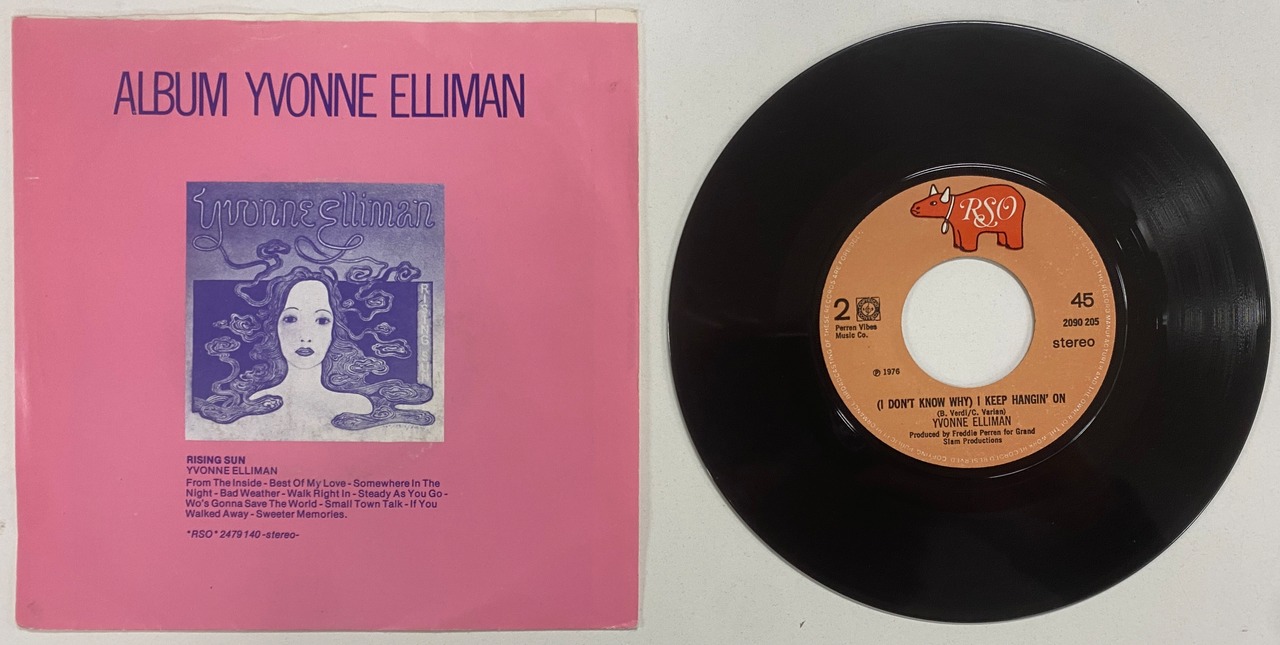 ALBUM YVONNE ELLIMAN
Yvonne Elliman
RISING SUN
YVONNE ELLIMAN
From The Inside - Best Of My Love - Somewhere In The
Night - Bad Weather - Walk Right In - Steady As You Go -
Wo's Gonna Save The World - Small Town Talk - If You
Walked Away - Sweeter Memories.
*RSO* 2479 140 -stereo-
RSO
2
Perren Vibes
Music Co.
45
2090 205
stereo
℗ 1976
(I DON'T KNOW WHY) I KEEP HANGIN' ON
(B. Verdi/C. Varian)
YVONNE ELLIMAN
Produced by Freddie Perren for Grand
Slam Productions